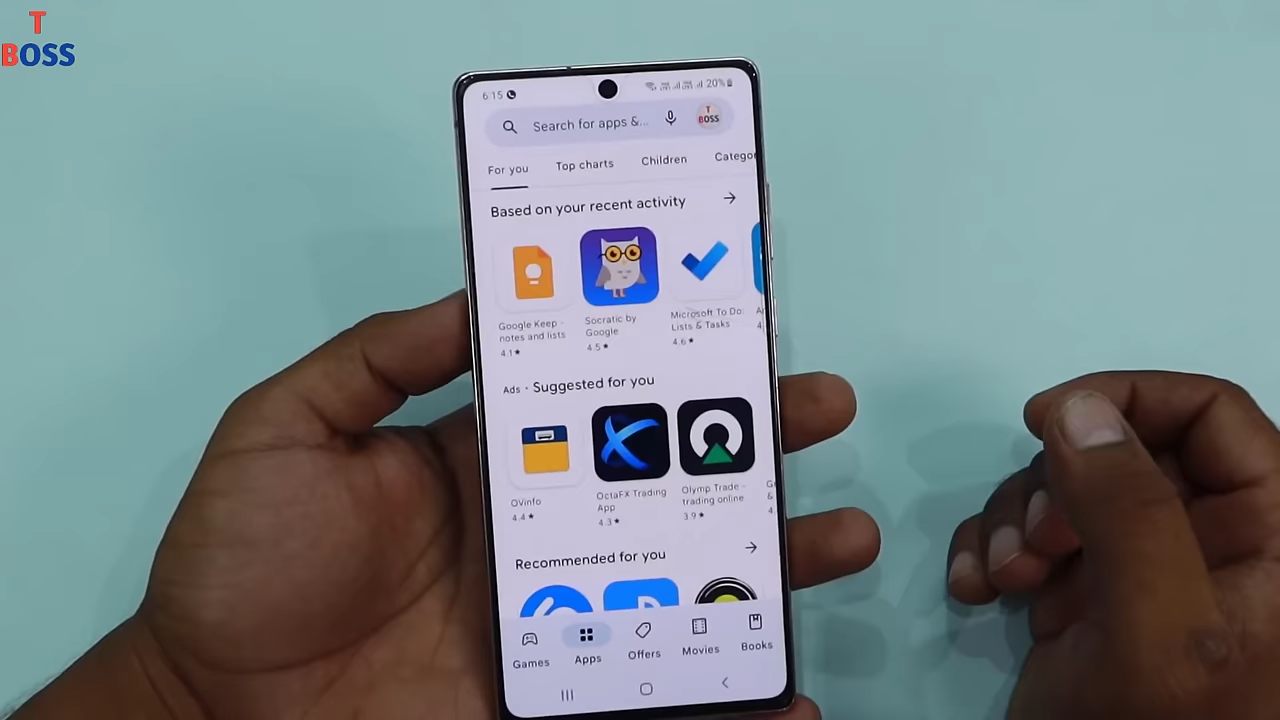 T
BOSS
6:15
20%
Search for apps &...
T
BOSS
For you
Top charts
Children
Categor
Based on your recent activity
Google Keep -
notes and lists
4.1★
Socratic by
Google
4.5★
Microsoft To Do:
Lists & Tasks
4.6★
Ads · Suggested for you
OVinfo
4.4★
OctaFX Trading
App
4.3★
Olymp Trade -
trading online
3.9★
Recommended for you
Games
Apps
Offers
Movies
Books